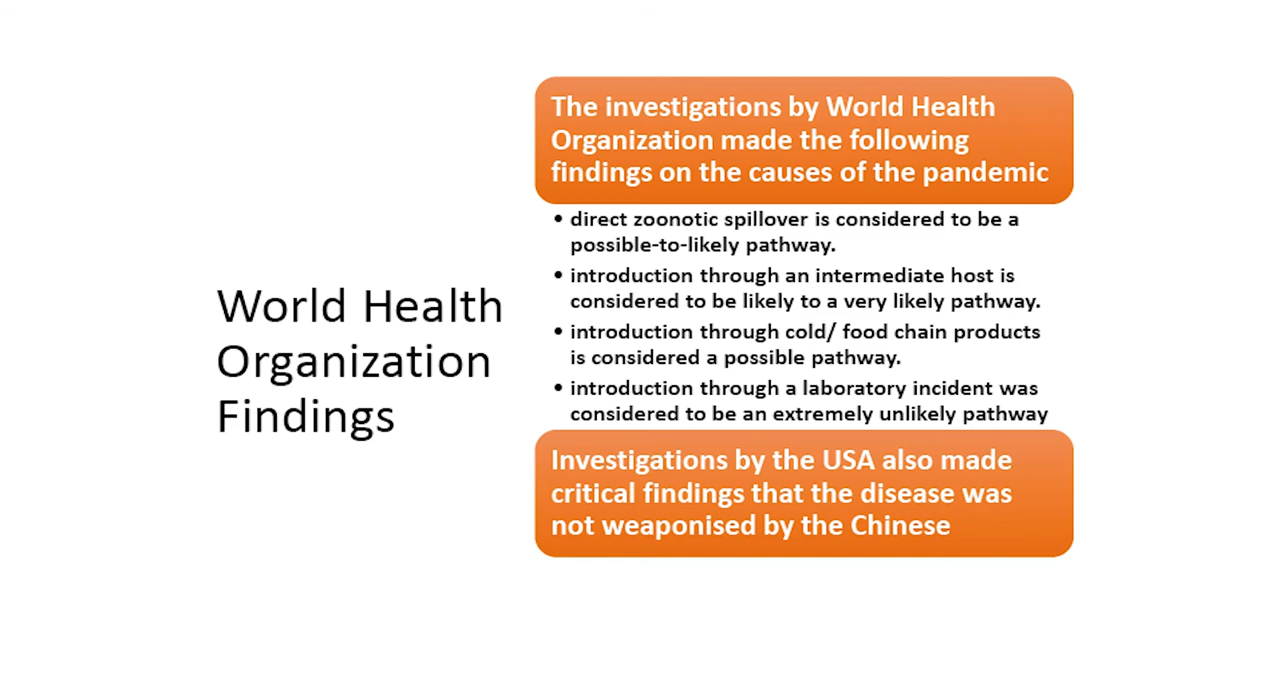 World Health
Organization
Findings
The investigations by World Health
Organization made the following
findings on the causes of the pandemic
• direct zoonotic spillover is considered to be a
possible-to-likely pathway.
• introduction through an intermediate host is
considered to be likely to a very likely pathway.
• introduction through cold/ food chain products
is considered a possible pathway.
• introduction through a laboratory incident was
considered to be an extremely unlikely pathway
Investigations by the USA also made
critical findings that the disease was
not weaponised by the Chinese